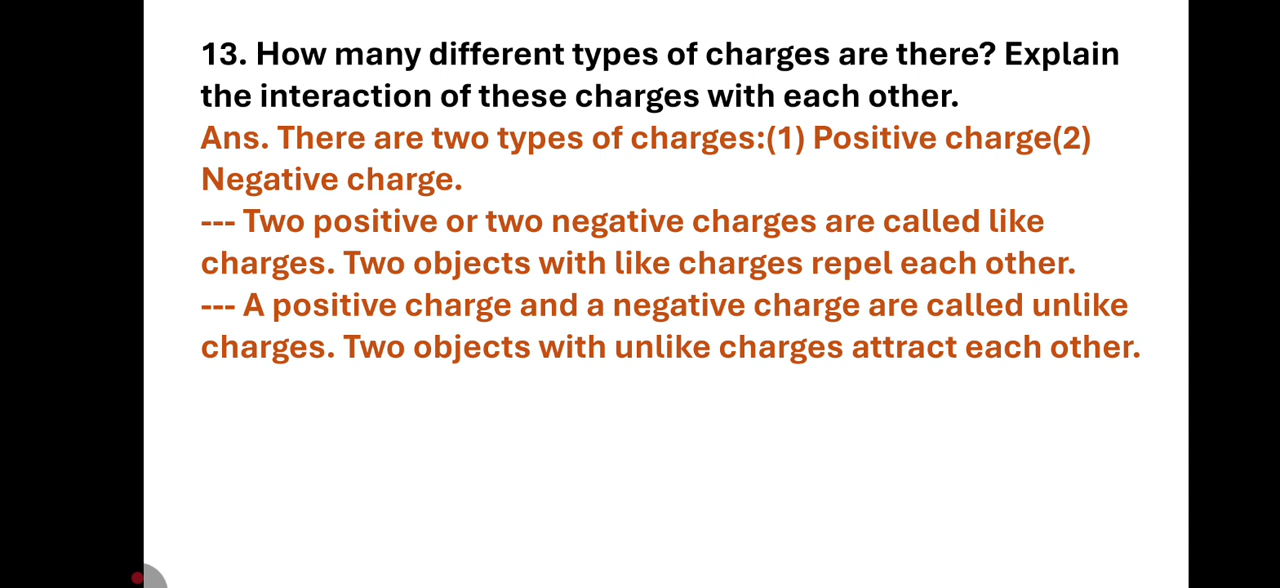 13. How many different types of charges are there? Explain
the interaction of these charges with each other.
Ans. There are two types of charges:(1) Positive charge(2)
Negative charge.
--- Two positive or two negative charges are called like
charges. Two objects with like charges repel each other.
--- A positive charge and a negative charge are called unlike
charges. Two objects with unlike charges attract each other.